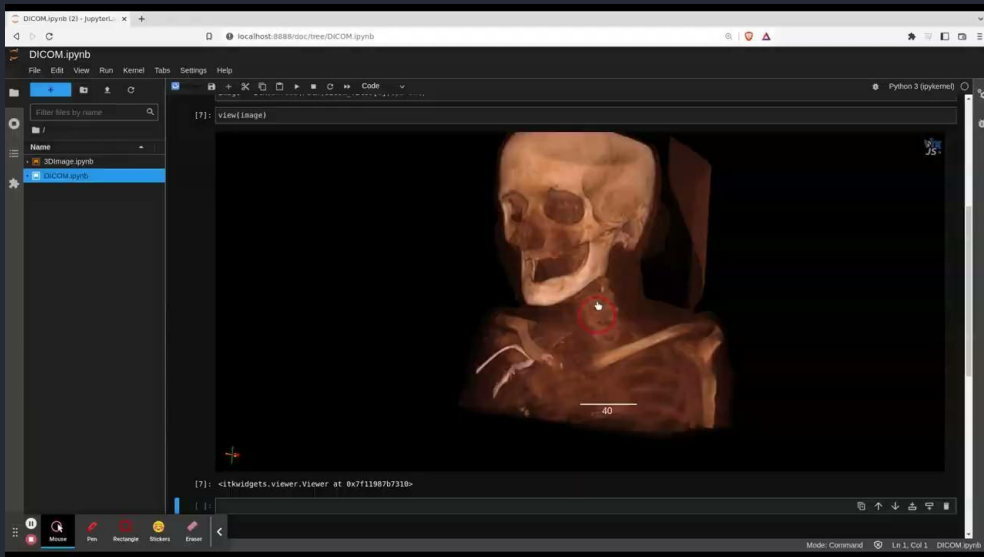 DICOM.ipynb (2) - JupyterL
localhost:8888/doc/tree/DICOM.ipynb
DICOM.ipynb
File Edit View Run Kernel Tabs Settings Help
Code
Python 3 (ipykernel)
Filter files by name
/
Name
3DImage.ipynb
DICOM.ipynb
[7]: view(image)
JS
40
[7]: <itkwidgets.viewer.Viewer at 0x7f11987b7310>
[ ]:
Mouse Pen Rectangle Stickers Eraser
Mode: Command Ln 1, Col 1 DICOM.ipynb